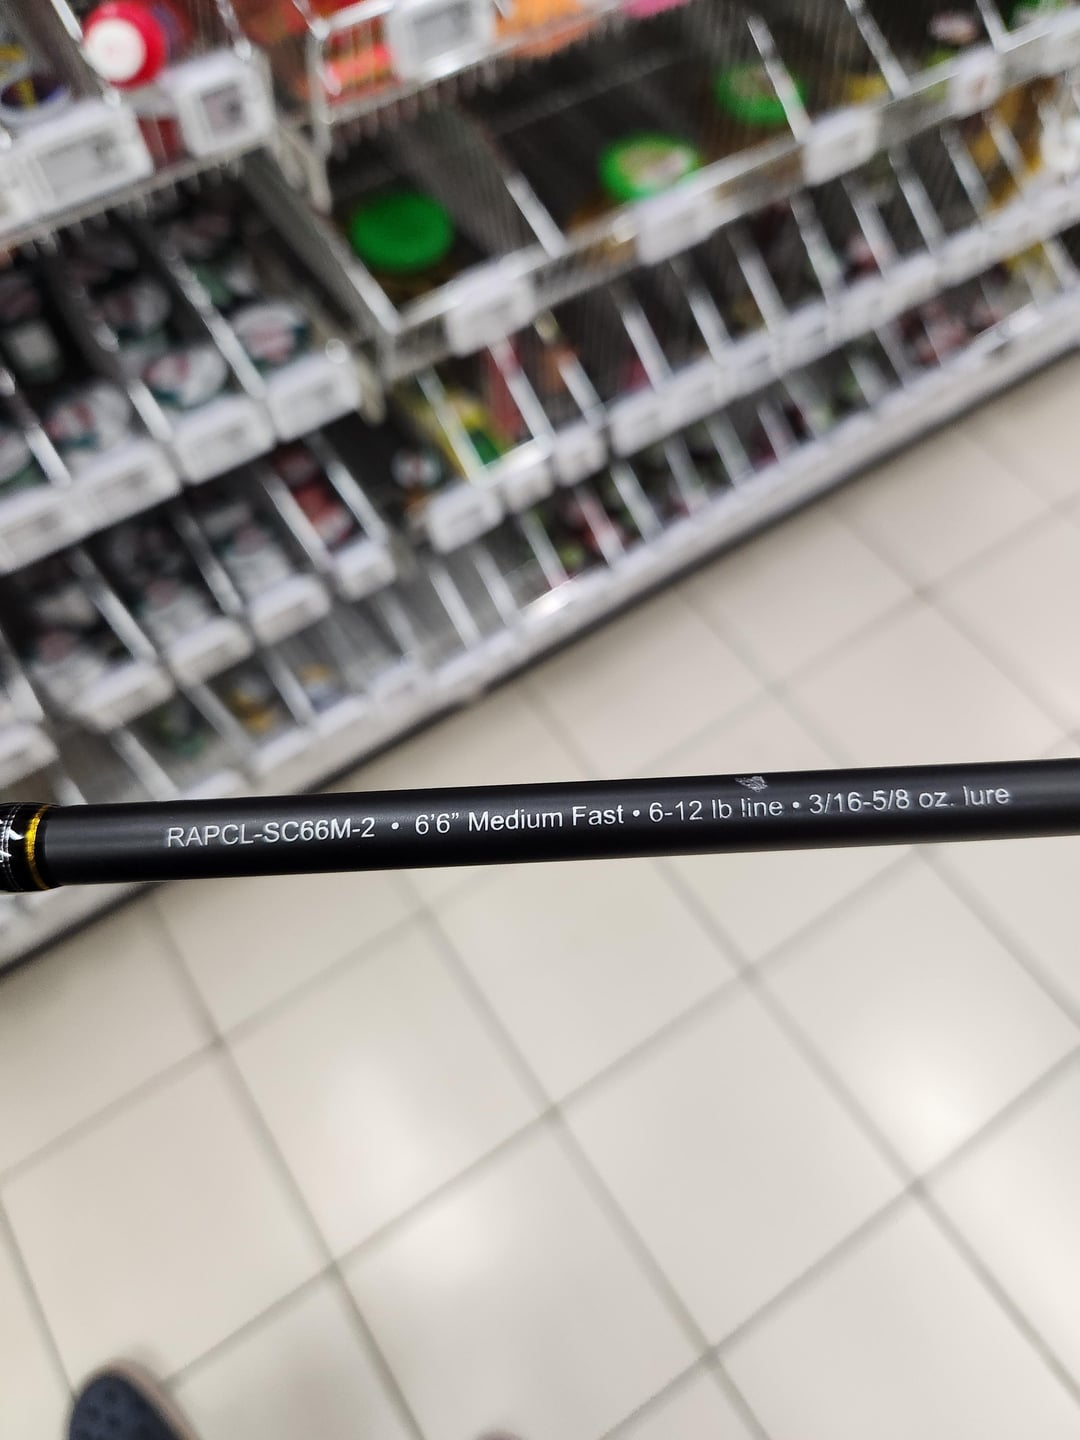 RAPCL-SC66M-2 • 6'6" Medium Fast • 6-12 lb line • 3/16-5/8 oz. lure